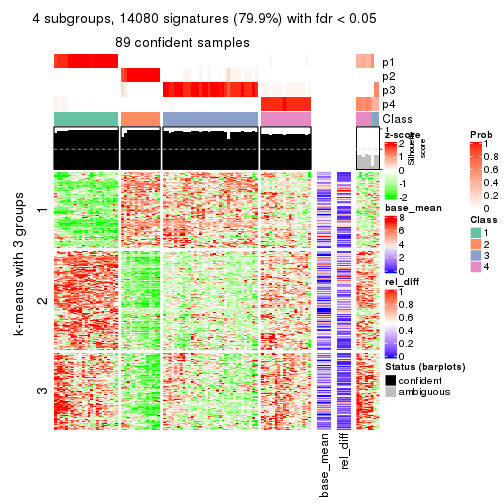 4 subgroups, 14080 signatures (79.9%) with fdr < 0.05
89 confident samples
p1
p2
p3
p4
Class
1
Silhouette
score
z-score
2
1
0
-1
-2
Prob
1
0.8
0.6
0.4
0.2
0
base_mean
8
6
4
2
0
Class
1
2
3
4
rel_diff
1
0.8
0.6
0.4
0.2
0
Status (barplots)
confident
ambiguous
k-means with 3 groups
1
2
3
base_mean
rel_diff